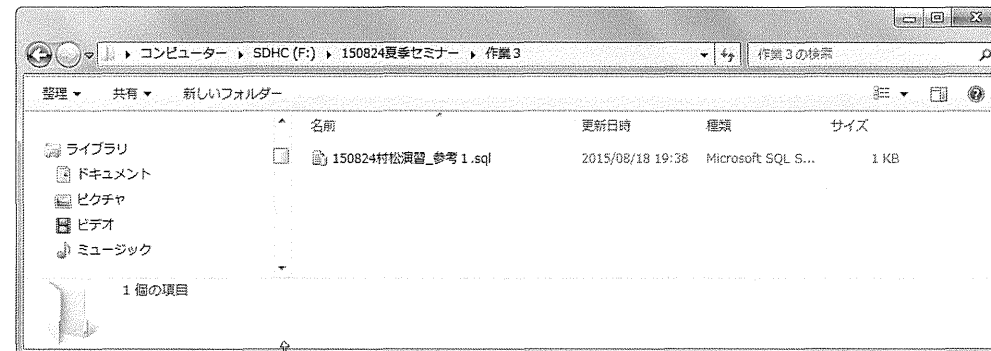 コンピューター ▸ SDHC (F:) ▸ 150824夏季セミナー ▸ 作業3
作業3の検索
整理 ▼ 共有 ▼ 新しいフォルダー
名前 更新日時 種類 サイズ
ライブラリ
150824村松演習_参考1.sql 2015/08/18 19:38 Microsoft SQL S... 1 KB
ドキュメント
ピクチャ
ビデオ
ミュージック
1 個の項目